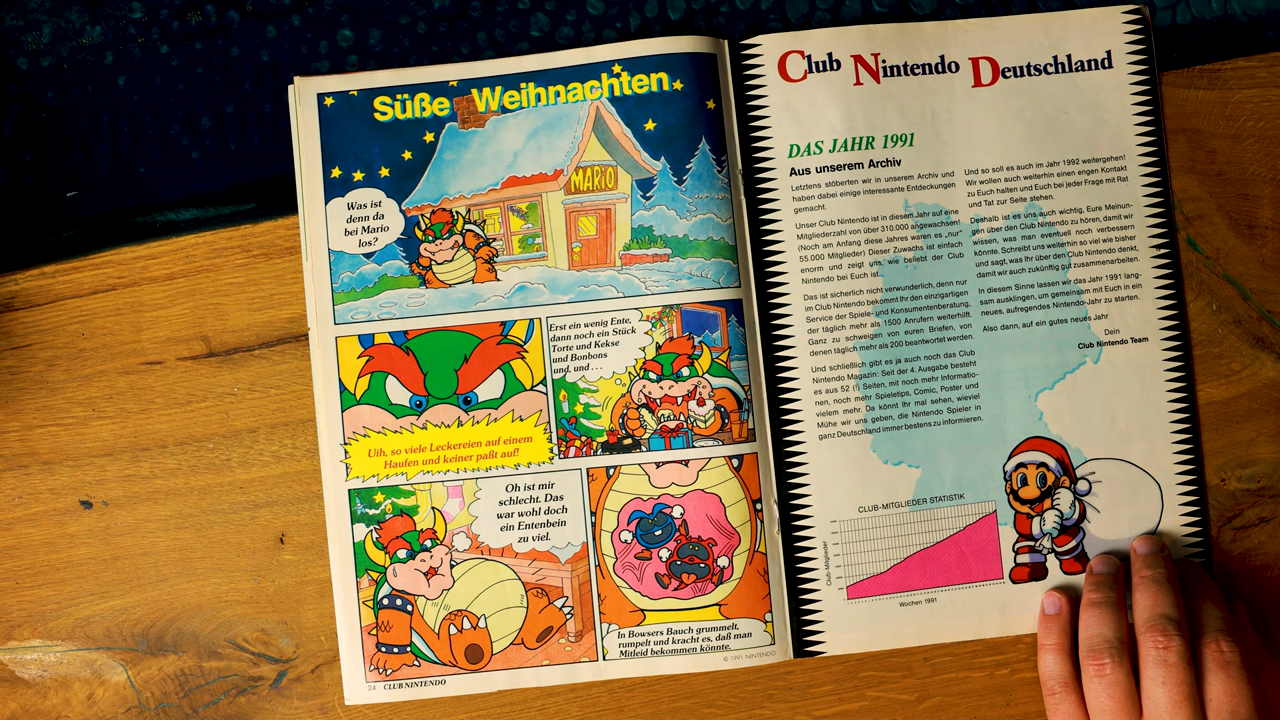 Süße Weihnachten
MARIO
Was ist
denn da
bei Mario
los?
Uih, so viele Leckereien auf einem
Haufen und keiner paßt auf!
Erst ein wenig Ente,
dann noch ein Stück
Torte und Kekse
und Bonbons
und, und . . .
Oh ist mir
schlecht. Das
war wohl doch
ein Entenbein
zu viel.
In Bowsers Bauch grummelt,
rumpelt und kracht es, daß man
Mitleid bekommen könnte.
© 1991 NINTENDO
24 CLUB NINTENDO
Club Nintendo Deutschland
DAS JAHR 1991
Aus unserem Archiv
Letztens stöberten wir in unserem Archiv und
haben dabei einige interessante Entdeckungen
gemacht.
Unser Club Nintendo ist in diesem Jahr auf eine
Mitgliederzahl von über 310.000 angewachsen!
(Noch am Anfang diese Jahres waren es „nur"
55.000 Mitglieder) Dieser Zuwachs ist einfach
enorm und zeigt uns, wie beliebt der Club
Nintendo bei Euch ist.
Das ist sicherlich nicht verwunderlich, denn nur
im Club Nintendo bekommt Ihr den einzigartigen
Service der Spiele- und Konsumentenberatung,
der täglich mehr als 1500 Anrufern weiterhilft.
Ganz zu schweigen von euren Briefen, von
denen täglich mehr als 200 beantwortet werden.
Und schließlich gibt es ja auch noch das Club
Nintendo Magazin: Seit der 4. Ausgabe besteht
es aus 52 (!) Seiten, mit noch mehr Informatio-
nen, noch mehr Spieletips, Comic, Poster und
vielem mehr. Da könnt Ihr mal sehen, wieviel
Mühe wir uns geben, die Nintendo Spieler in
ganz Deutschland immer bestens zu informieren.
Und so soll es auch im Jahr 1992 weitergehen!
Wir wollen auch weiterhin einen engen Kontakt
zu Euch halten und Euch bei jeder Frage mit Rat
und Tat zur Seite stehen.
Deshalb ist es uns auch wichtig, Eure Meinun-
gen über den Club Nintendo zu hören, damit wir
wissen, was man eventuell noch verbessern
könnte. Schreibt uns weiterhin so viel wie bisher
und sagt, was Ihr über den Club Nintendo denkt,
damit wir auch zukünftig gut zusammenarbeiten.
In diesem Sinne lassen wir das Jahr 1991 lang-
sam ausklingen, um gemeinsam mit Euch in ein
neues, aufregendes Nintendo-Jahr zu starten.
Also dann, auf ein gutes neues Jahr
Dein
Club Nintendo Team
CLUB-MITGLIEDER STATISTIK
Club-Mitglieder
Wochen 1991